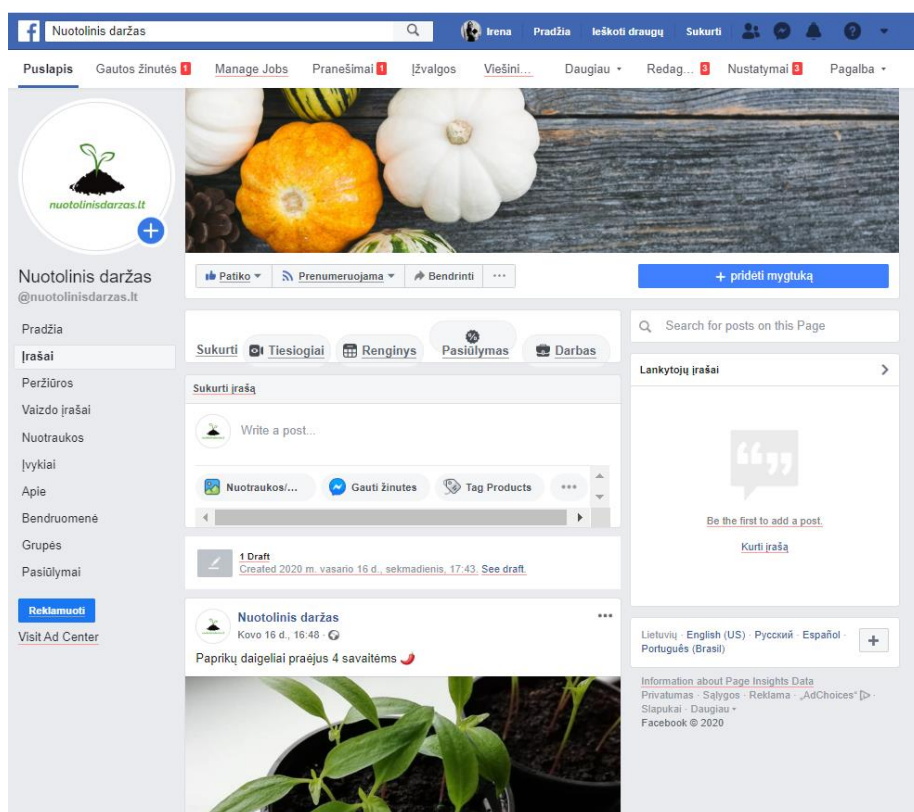 Nuotolinis daržas
Irena Pradžia Ieškoti draugų Sukurti
Puslapis Gautos žinutės 1 Manage Jobs Pranešimai 1 Įžvalgos Viešini... Daugiau Redag... 3 Nustatymai 3 Pagalba
nuotolinisdarzas.lt
Nuotolinis daržas
@nuotolinisdarzas.lt
Pradžia
Įrašai
Peržiūros
Vaizdo įrašai
Nuotraukos
Įvykiai
Apie
Bendruomenė
Grupės
Pasiūlymai
Reklamuoti
Visit Ad Center
Patiko Prenumeruojama Bendrinti ...
+ pridėti mygtuką
Sukurti Tiesiogiai Renginys Pasiūlymas Darbas
Sukurti įrašą
Write a post...
Nuotraukos/... Gauti žinutes Tag Products ...
1 Draft
Created 2020 m. vasario 16 d., sekmadienis, 17:43. See draft.
Nuotolinis daržas ...
Kovo 16 d., 16:48 ·
Paprikų daigeliai praėjus 4 savaitėms
Search for posts on this Page
Lankytojų įrašai
Be the first to add a post.
Kurti įrašą
Lietuvių · English (US) · Русский · Español ·
Português (Brasil)
+
Information about Page Insights Data
Privatumas · Sąlygos · Reklama · „AdChoices“ ·
Slapukai · Daugiau
Facebook © 2020